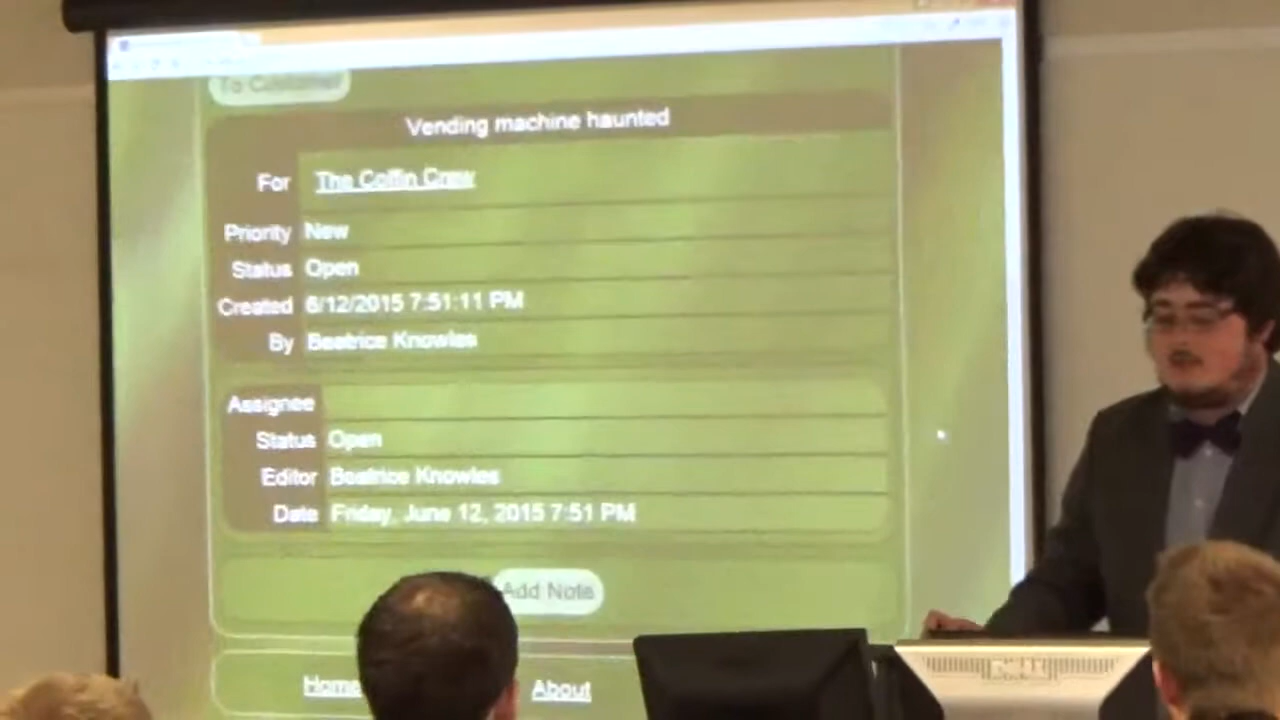 To Customer
Vending machine haunted
For The Coffin Crew
Priority New
Status Open
Created 6/12/2015 7:51:11 PM
By Beatrice Knowles
Assignee
Status Open
Editor Beatrice Knowles
Date Friday, June 12, 2015 7:51 PM
Add Note
Home About